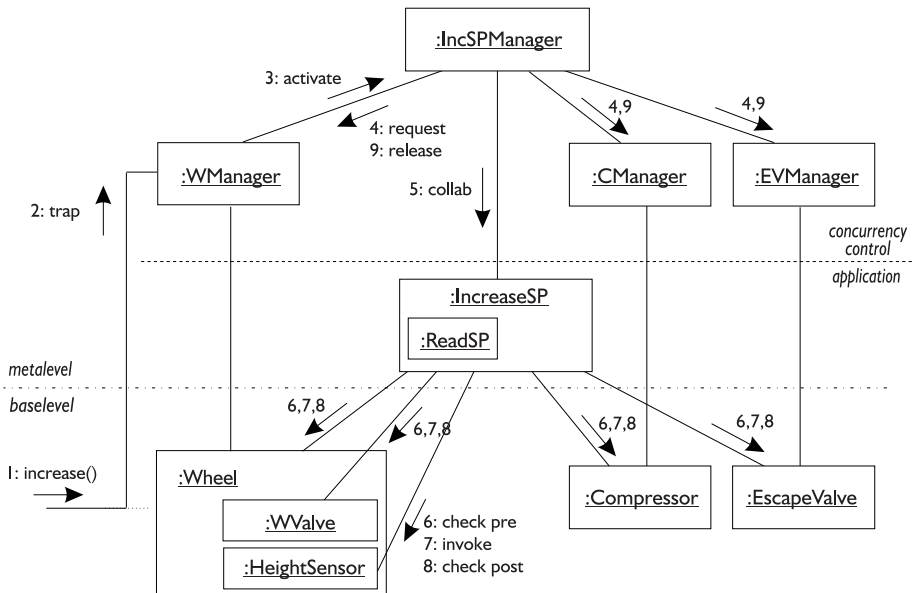 :IncSPManager
3: activate
4,9
4,9
4: request
9: release
:WManager
:CManager
:EVManager
5: collab
2: trap
concurrency
control
application
:IncreaseSP
:ReadSP
metalevel
baselevel
6,7,8
6,7,8
6,7,8
6,7,8
1: increase()
:Wheel
:WValve
:Compressor
:EscapeValve
6: check pre
7: invoke
8: check post
:HeightSensor